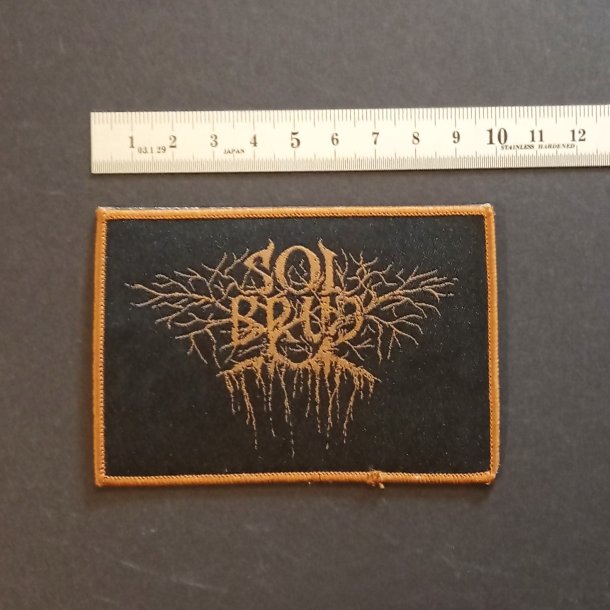 1 2 3 4 5 6 7 8 9 10 11 12
03.1 29 JAPAN STAINLESS HARDENED
SOL
BRUD